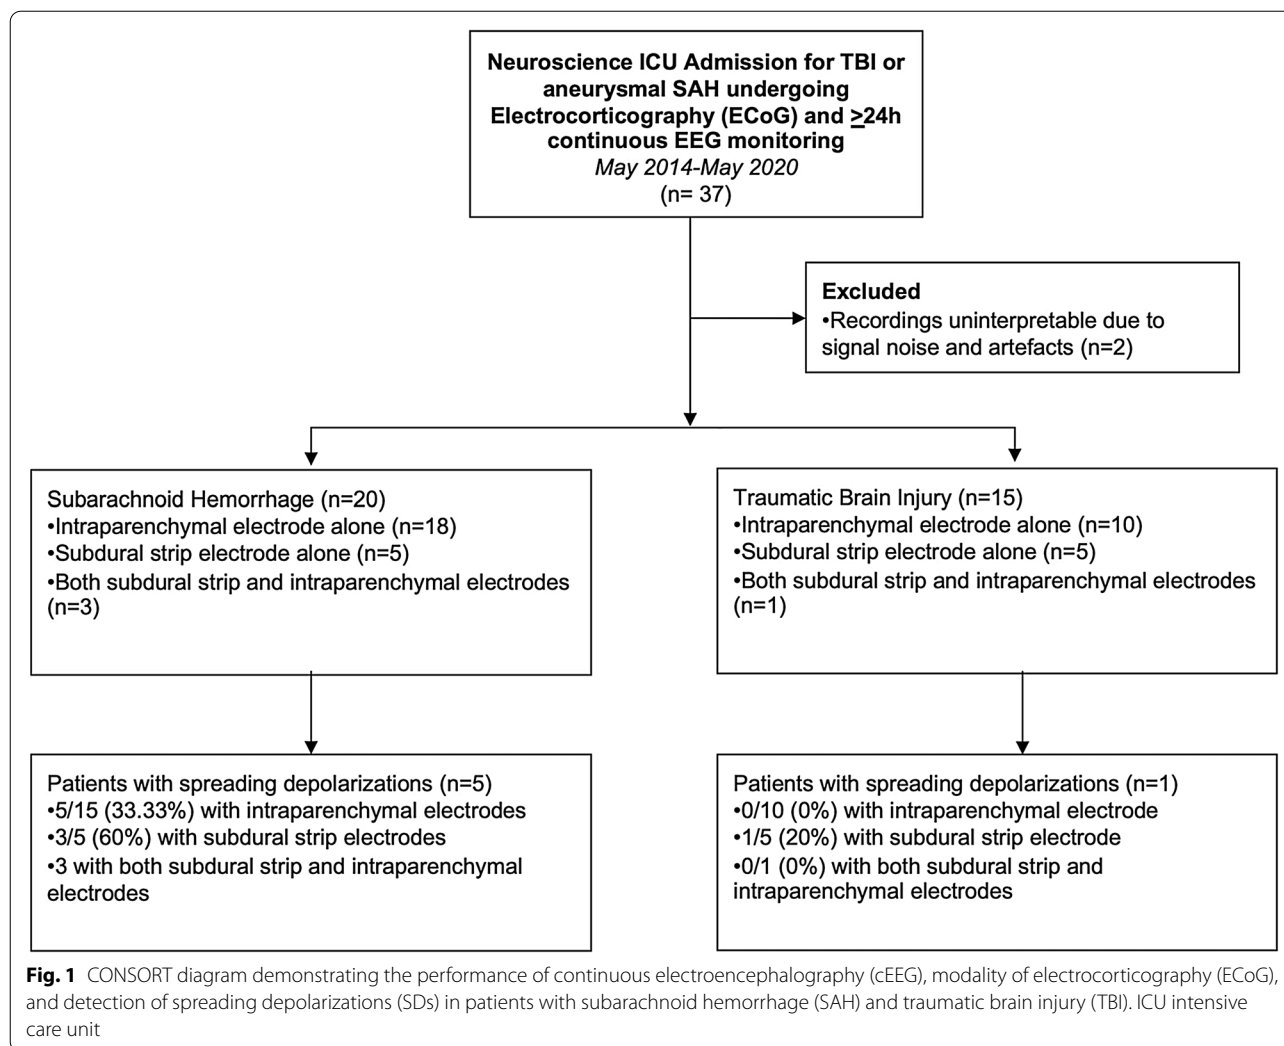 Neuroscience ICU Admission for TBI or
aneurysmal SAH undergoing
Electrocorticography (ECoG) and ≥24h
continuous EEG monitoring
May 2014-May 2020
(n= 37)
Excluded
•Recordings uninterpretable due to
signal noise and artefacts (n=2)
Subarachnoid Hemorrhage (n=20)
•Intraparenchymal electrode alone (n=18)
•Subdural strip electrode alone (n=5)
•Both subdural strip and intraparenchymal electrodes
(n=3)
Traumatic Brain Injury (n=15)
•Intraparenchymal electrode alone (n=10)
•Subdural strip electrode alone (n=5)
•Both subdural strip and intraparenchymal electrodes
(n=1)
Patients with spreading depolarizations (n=5)
•5/15 (33.33%) with intraparenchymal electrodes
•3/5 (60%) with subdural strip electrodes
•3 with both subdural strip and intraparenchymal
electrodes
Patients with spreading depolarizations (n=1)
•0/10 (0%) with intraparenchymal electrode
•1/5 (20%) with subdural strip electrode
•0/1 (0%) with both subdural strip and
intraparenchymal electrodes
Fig. 1 CONSORT diagram demonstrating the performance of continuous electroencephalography (cEEG), modality of electrocorticography (ECoG),
and detection of spreading depolarizations (SDs) in patients with subarachnoid hemorrhage (SAH) and traumatic brain injury (TBI). ICU intensive
care unit